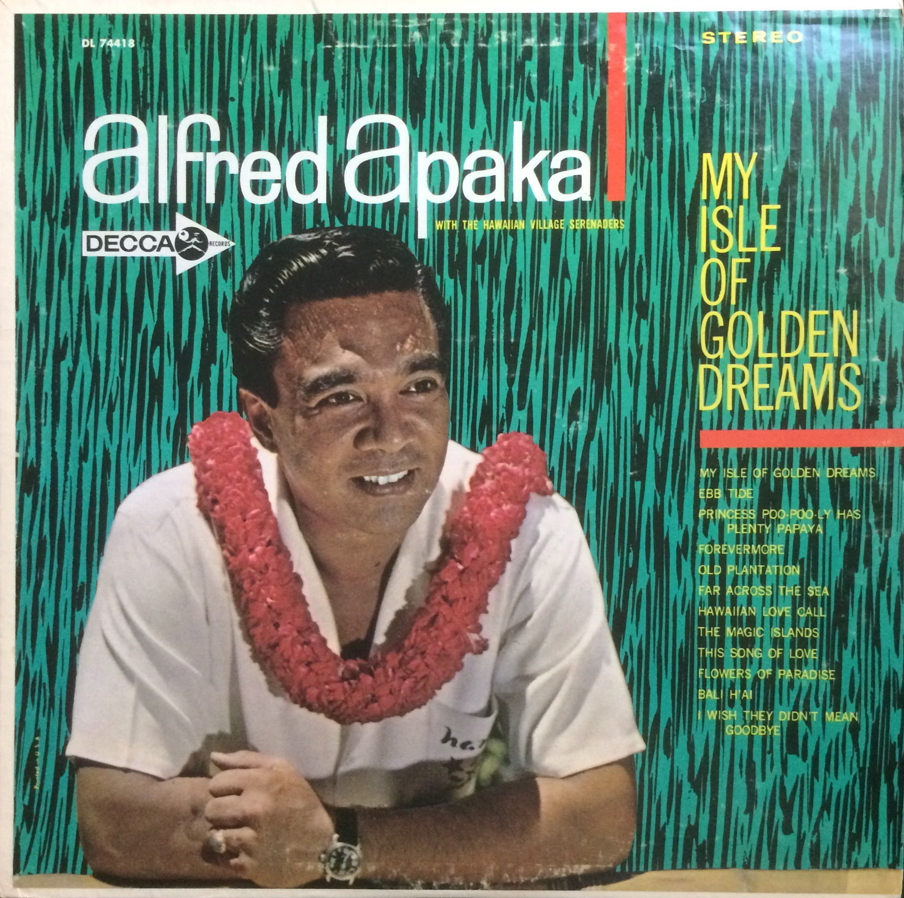 DL 74418
STEREO
alfred apaka
WITH THE HAWAIIAN VILLAGE SERENADERS
DECCA RECORDS
MY
ISLE
OF
GOLDEN
DREAMS
MY ISLE OF GOLDEN DREAMS
EBB TIDE
PRINCESS POO-POO-LY HAS
PLENTY PAPAYA
FOREVERMORE
OLD PLANTATION
FAR ACROSS THE SEA
HAWAIIAN LOVE CALL
THE MAGIC ISLANDS
THIS SONG OF LOVE
FLOWERS OF PARADISE
BALI H'AI
I WISH THEY DIDN'T MEAN
GOODBYE